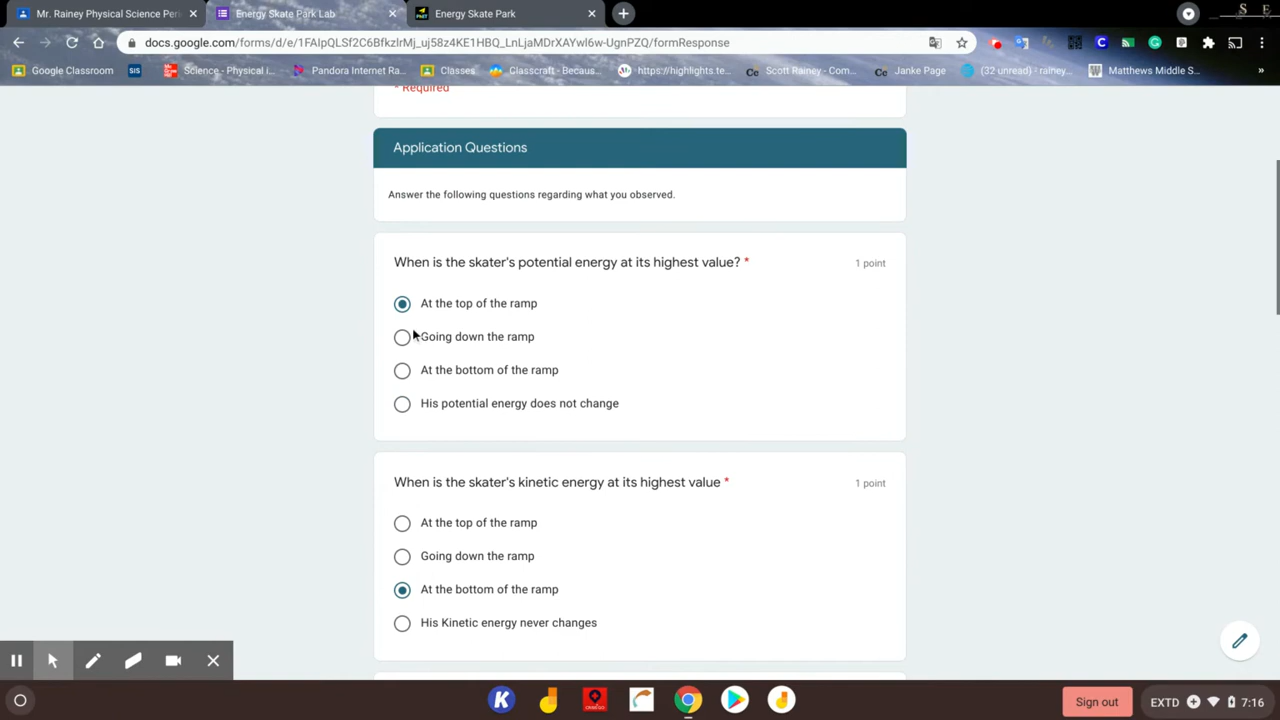 Mr. Rainey Physical Science Peri
Energy Skate Park Lab
Energy Skate Park
docs.google.com/forms/d/e/1FAIpQLSf2C6BfkzlrMj_uj58z4KE1HBQ_LnLjaMDrXAYwl6w-UgnPZQ/formResponse
Google Classroom
SIS
Science - Physical i...
Pandora Internet Ra...
Classes
Classcraft - Becaus...
https://highlights.te...
Scott Rainey - Com...
Janke Page
(32 unread) - rainey...
Matthews Middle S...
»
* Required
Application Questions
Answer the following questions regarding what you observed.
When is the skater's potential energy at its highest value? *
1 point
At the top of the ramp
Going down the ramp
At the bottom of the ramp
His potential energy does not change
When is the skater's kinetic energy at its highest value *
1 point
At the top of the ramp
Going down the ramp
At the bottom of the ramp
His Kinetic energy never changes
Sign out
EXTD
7:16